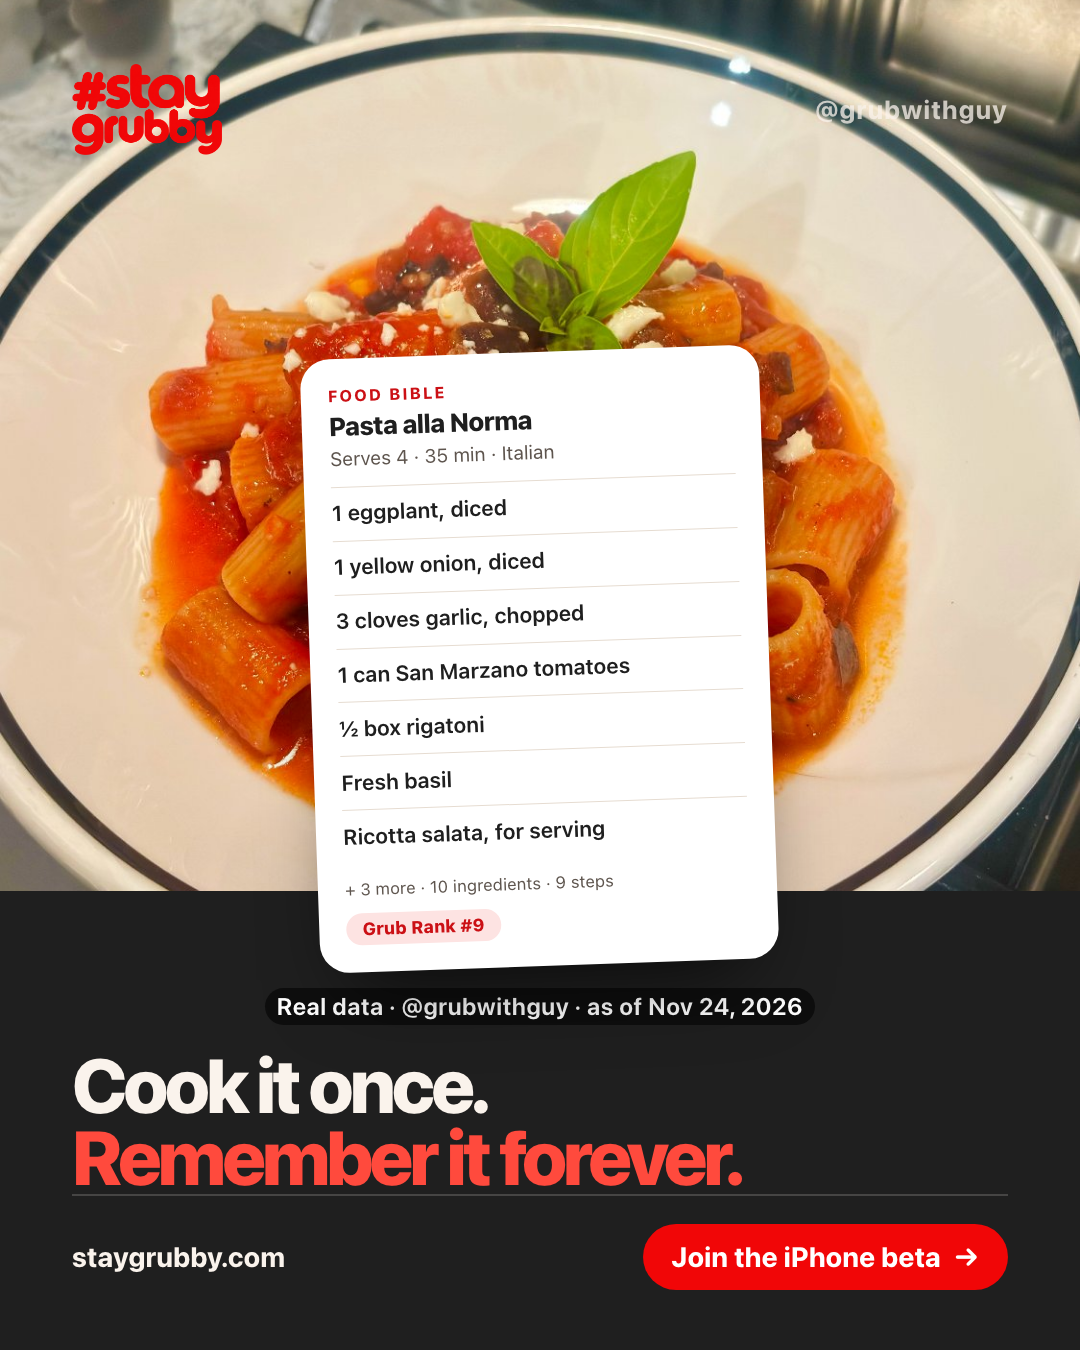 #stay
grubby
@grubwithguy
FOOD BIBLE
Pasta alla Norma
Serves 4 · 35 min · Italian
1 eggplant, diced
1 yellow onion, diced
3 cloves garlic, chopped
1 can San Marzano tomatoes
½ box rigatoni
Fresh basil
Ricotta salata, for serving
+ 3 more · 10 ingredients · 9 steps
Grub Rank #9
Real data · @grubwithguy · as of Nov 24, 2026
Cook it once.
Remember it forever.
staygrubby.com
Join the iPhone beta →